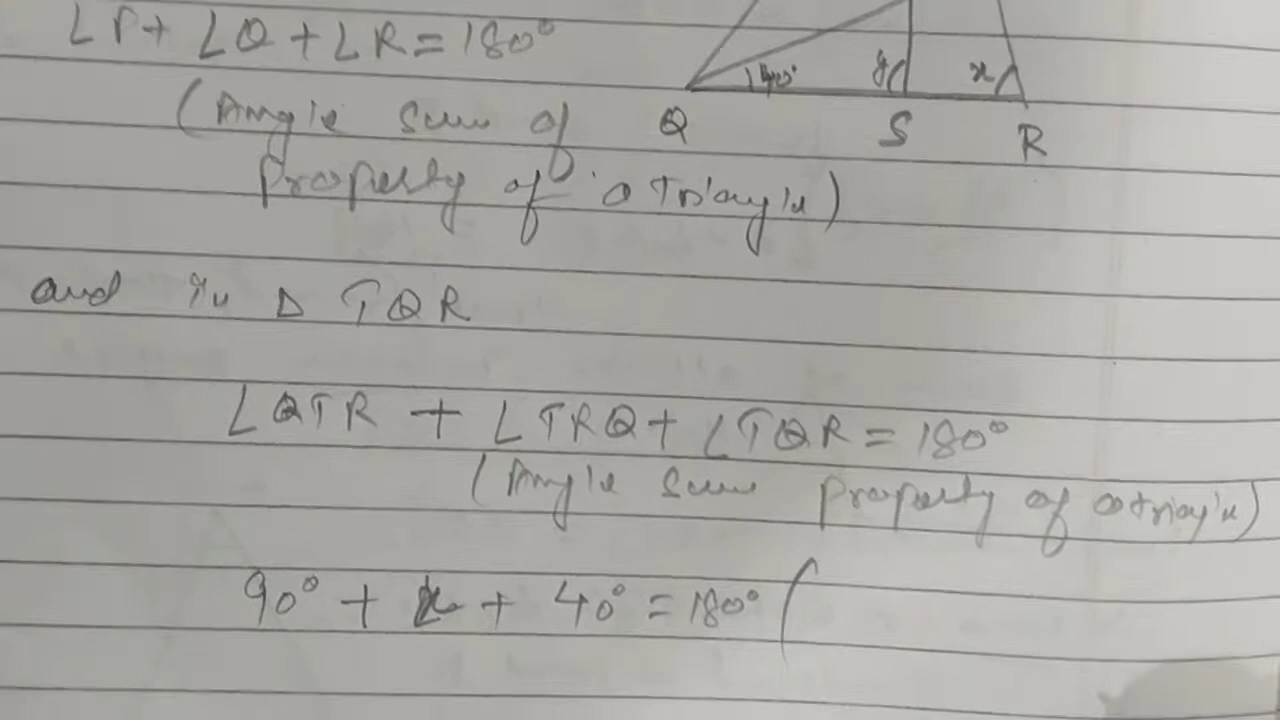 ∠P + ∠Q + ∠R = 180°
40° y x
(Angle sum of
Q S R
Property of a Triangle)
and in △ TQR
∠QTR + ∠TRQ + ∠TQR = 180°
(Angle sum property of a triangle)
90° + x + 40° = 180° (